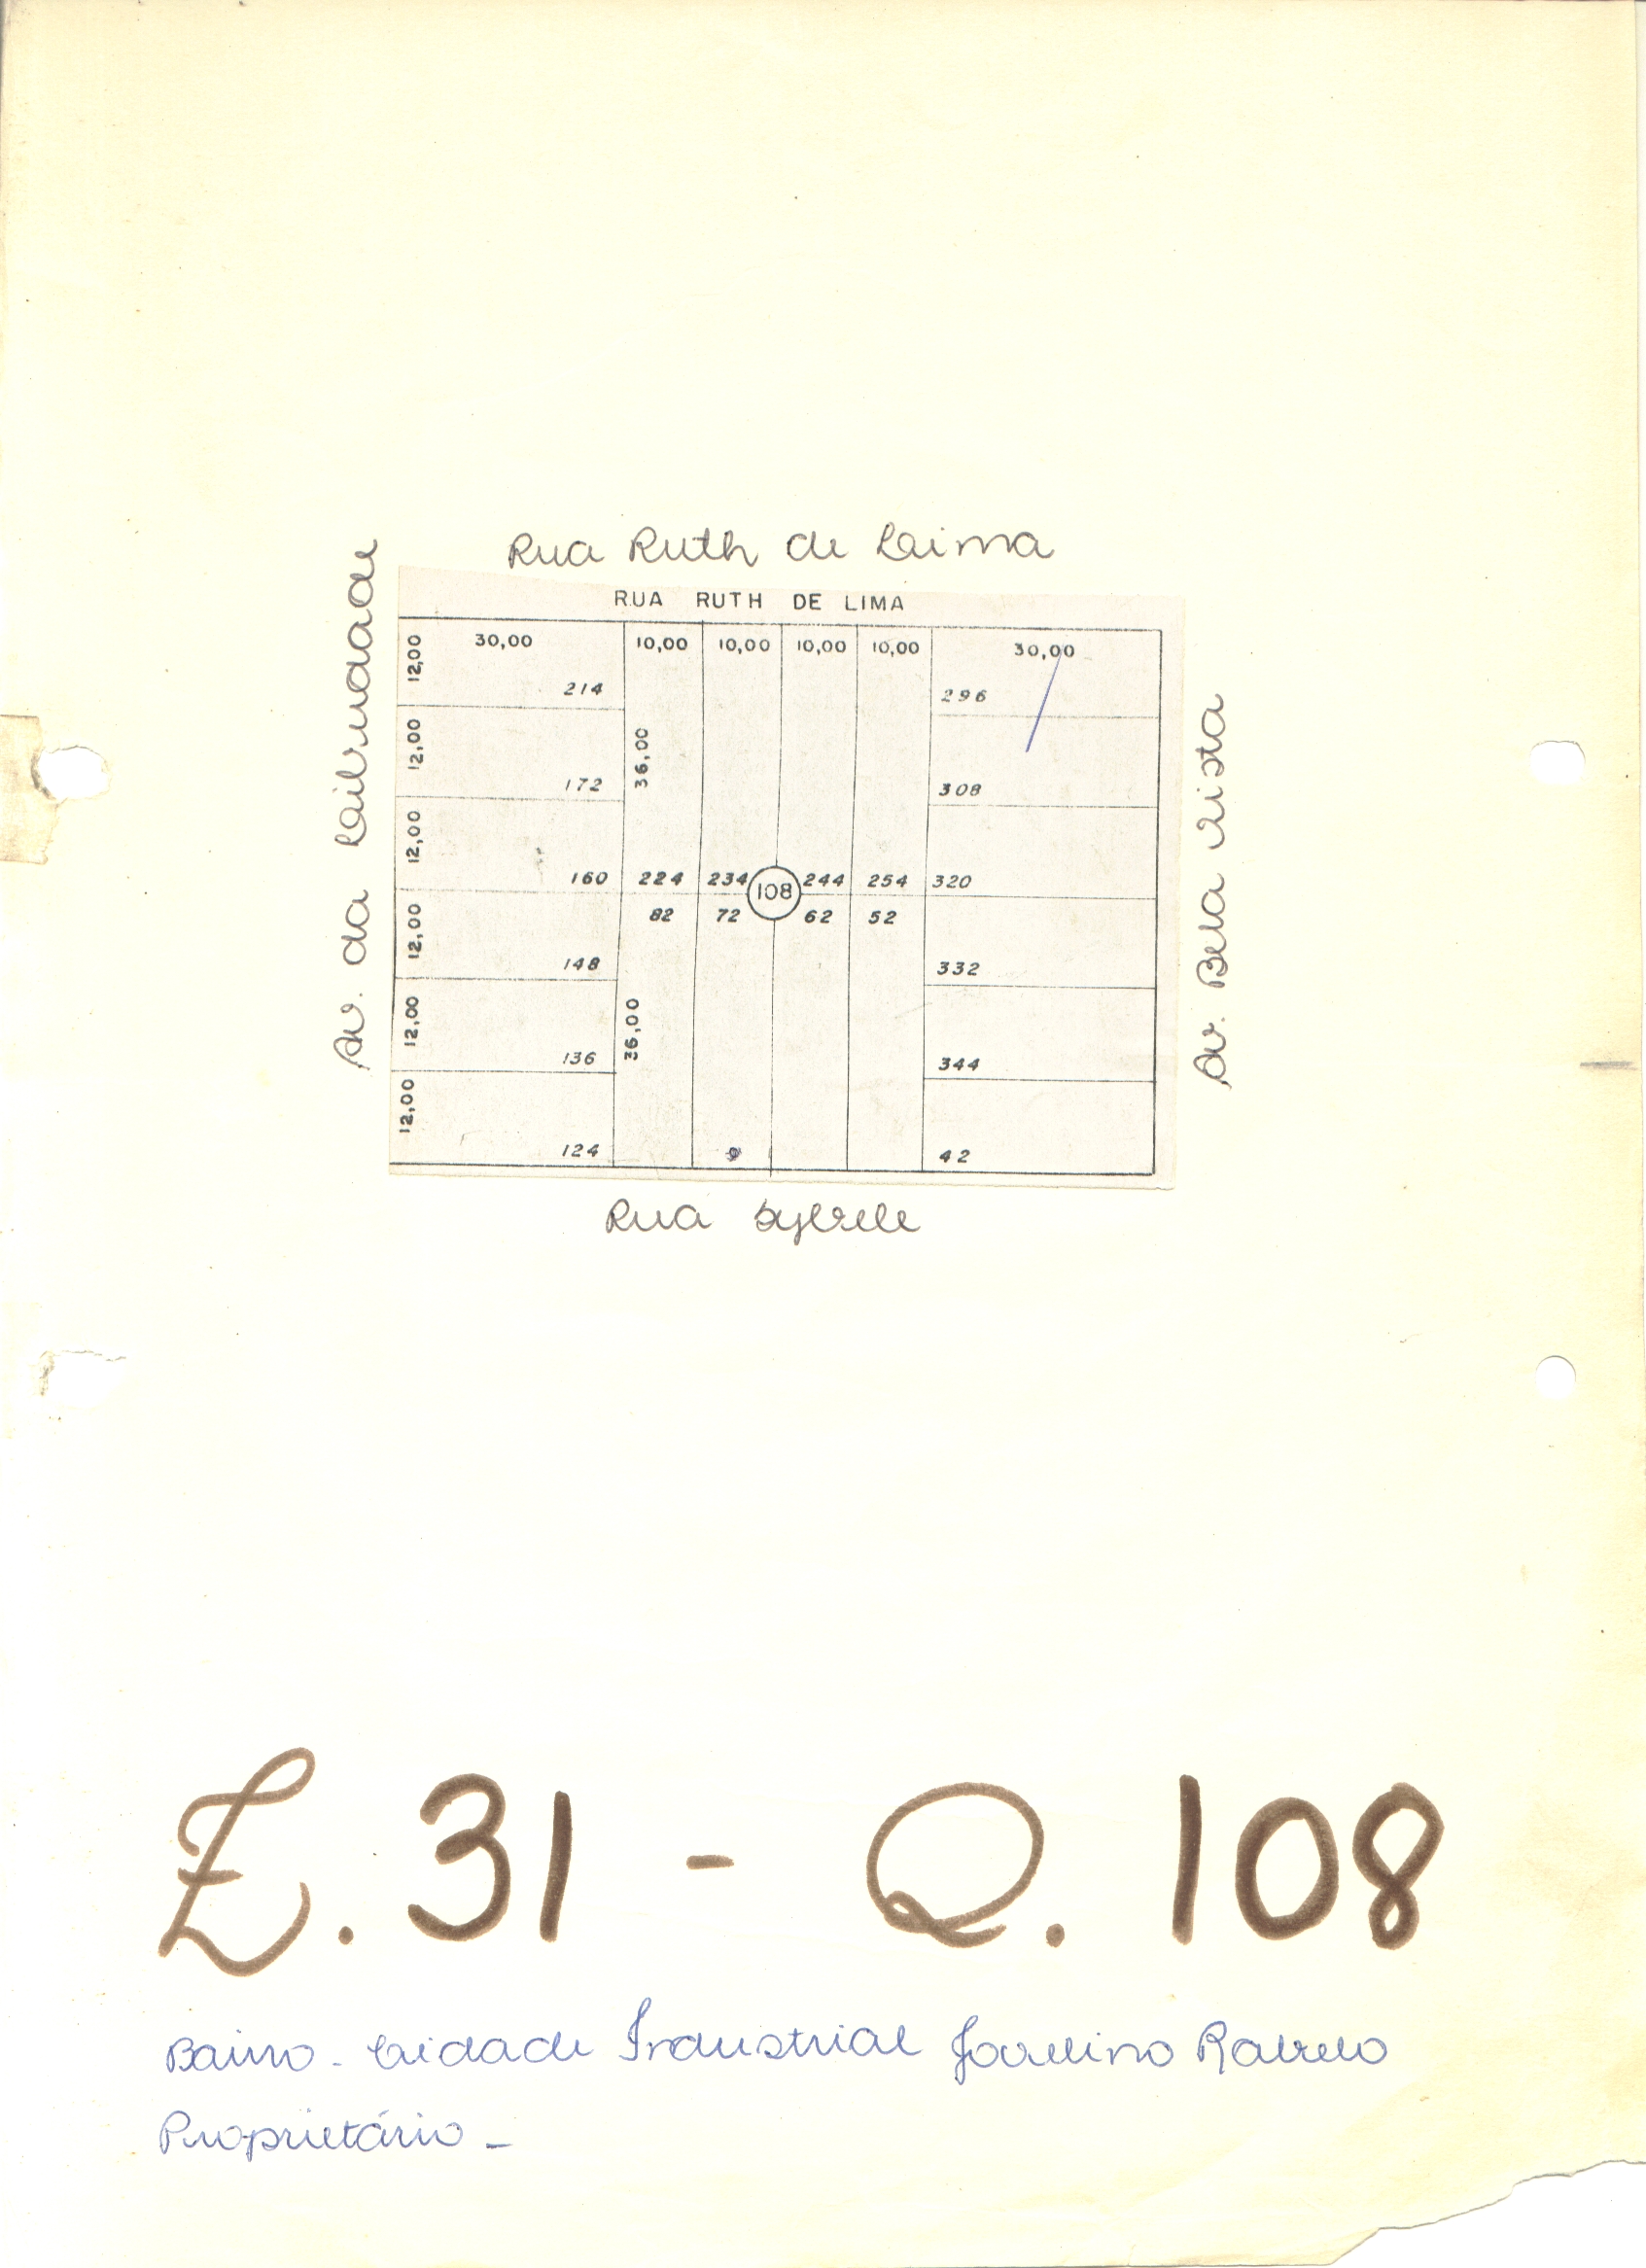 Rua Ruth de Lima
RUA RUTH DE LIMA
Av. da Liberdade
Av. Bela Vista
12,00 30,00 10,00 10,00 10,00 10,00 30,00
214 296
12,00 36,00
172 308
12,00
160 224 234 108 244 254 320
82 72 62 52
12,00
148 332
12,00 36,00
136 344
12,00
124 42
Rua
Z. 31 - Q. 108
Bairro - Cidade Industrial Jovelino Rabelo
Proprietário -